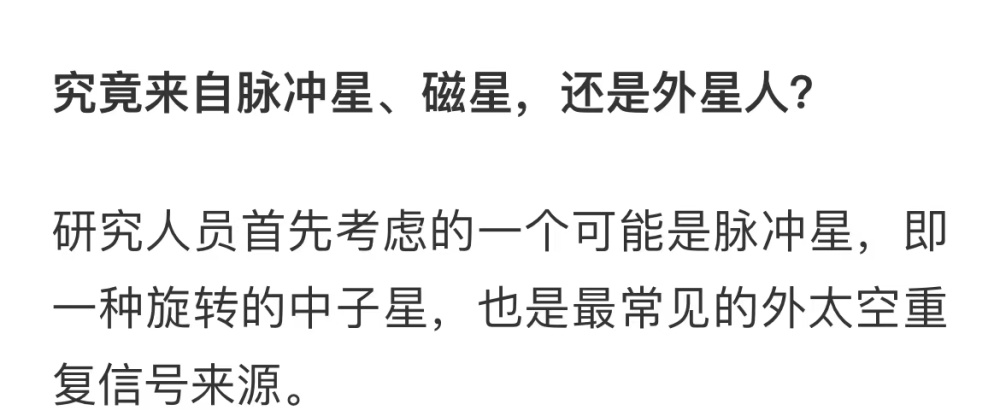 究竟来自脉冲星、磁星，还是外星人？
研究人员首先考虑的一个可能是脉冲星，即
一种旋转的中子星，也是最常见的外太空重
复信号来源。